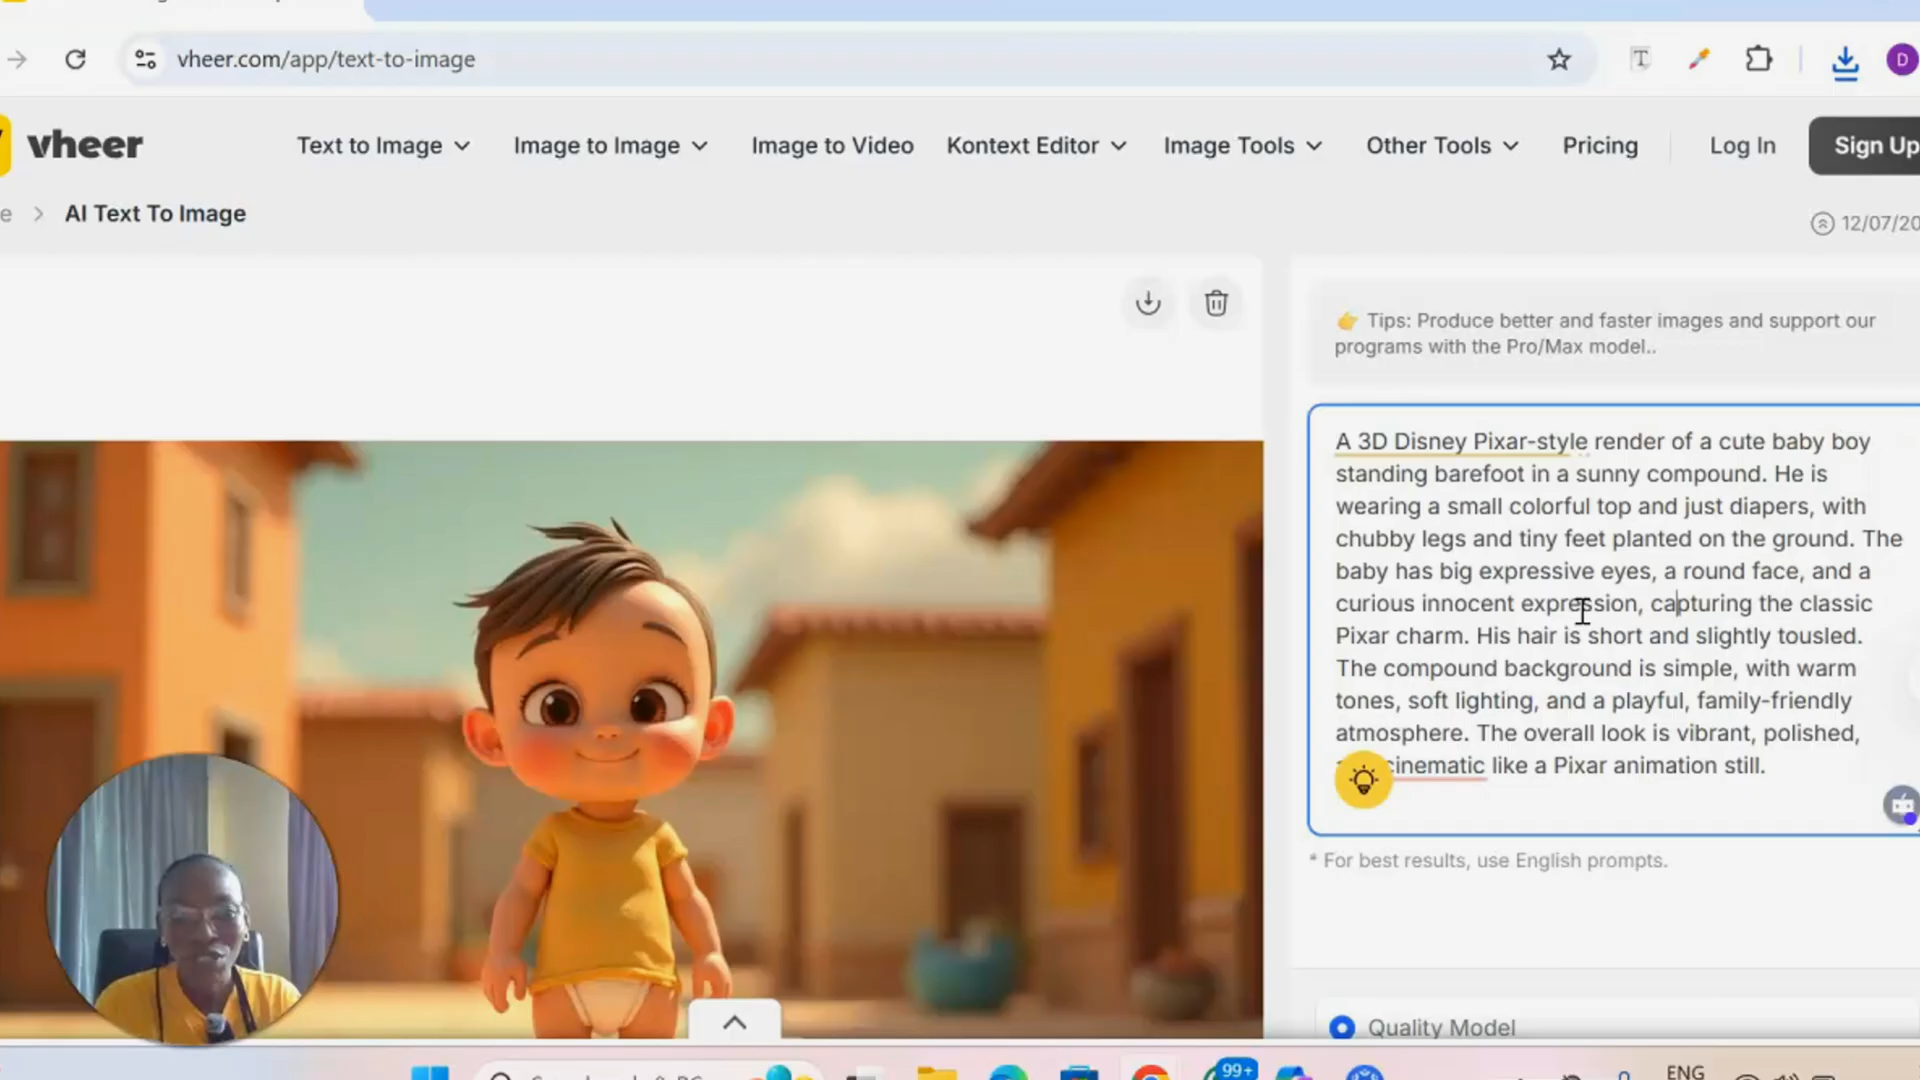 vheer.com/app/text-to-image
D
vheer
Text to Image
Image to Image
Image to Video
Kontext Editor
Image Tools
Other Tools
Pricing
Log In
Sign Up
AI Text To Image
12/07/20
Tips: Produce better and faster images and support our
programs with the Pro/Max model..
A 3D Disney Pixar-style render of a cute baby boy
standing barefoot in a sunny compound. He is
wearing a small colorful top and just diapers, with
chubby legs and tiny feet planted on the ground. The
baby has big expressive eyes, a round face, and a
curious innocent expression, capturing the classic
Pixar charm. His hair is short and slightly tousled.
The compound background is simple, with warm
tones, soft lighting, and a playful, family-friendly
atmosphere. The overall look is vibrant, polished,
cinematic like a Pixar animation still.
* For best results, use English prompts.
Quality Model
99+
ENG